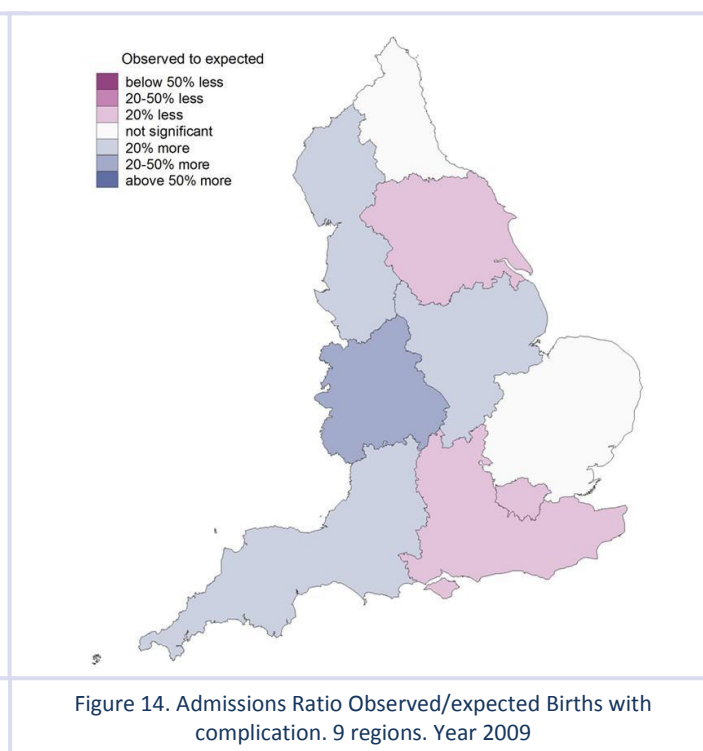 Observed to expected
below 50% less
20-50% less
20% less
not significant
20% more
20-50% more
above 50% more
Figure 14. Admissions Ratio Observed/expected Births with
complication. 9 regions. Year 2009